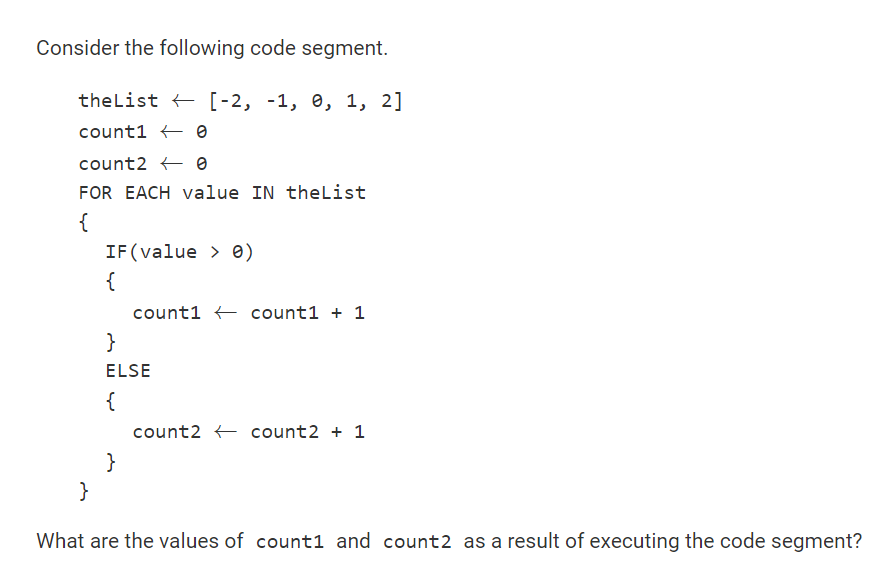 Consider the following code segment.
theList ← [-2, -1, 0, 1, 2]
count1 ← 0
count2 ← 0
FOR EACH value IN theList
{
IF(value > 0)
{
count1 ← count1 + 1
}
ELSE
{
count2 ← count2 + 1
}
}
What are the values of count1 and count2 as a result of executing the code segment?